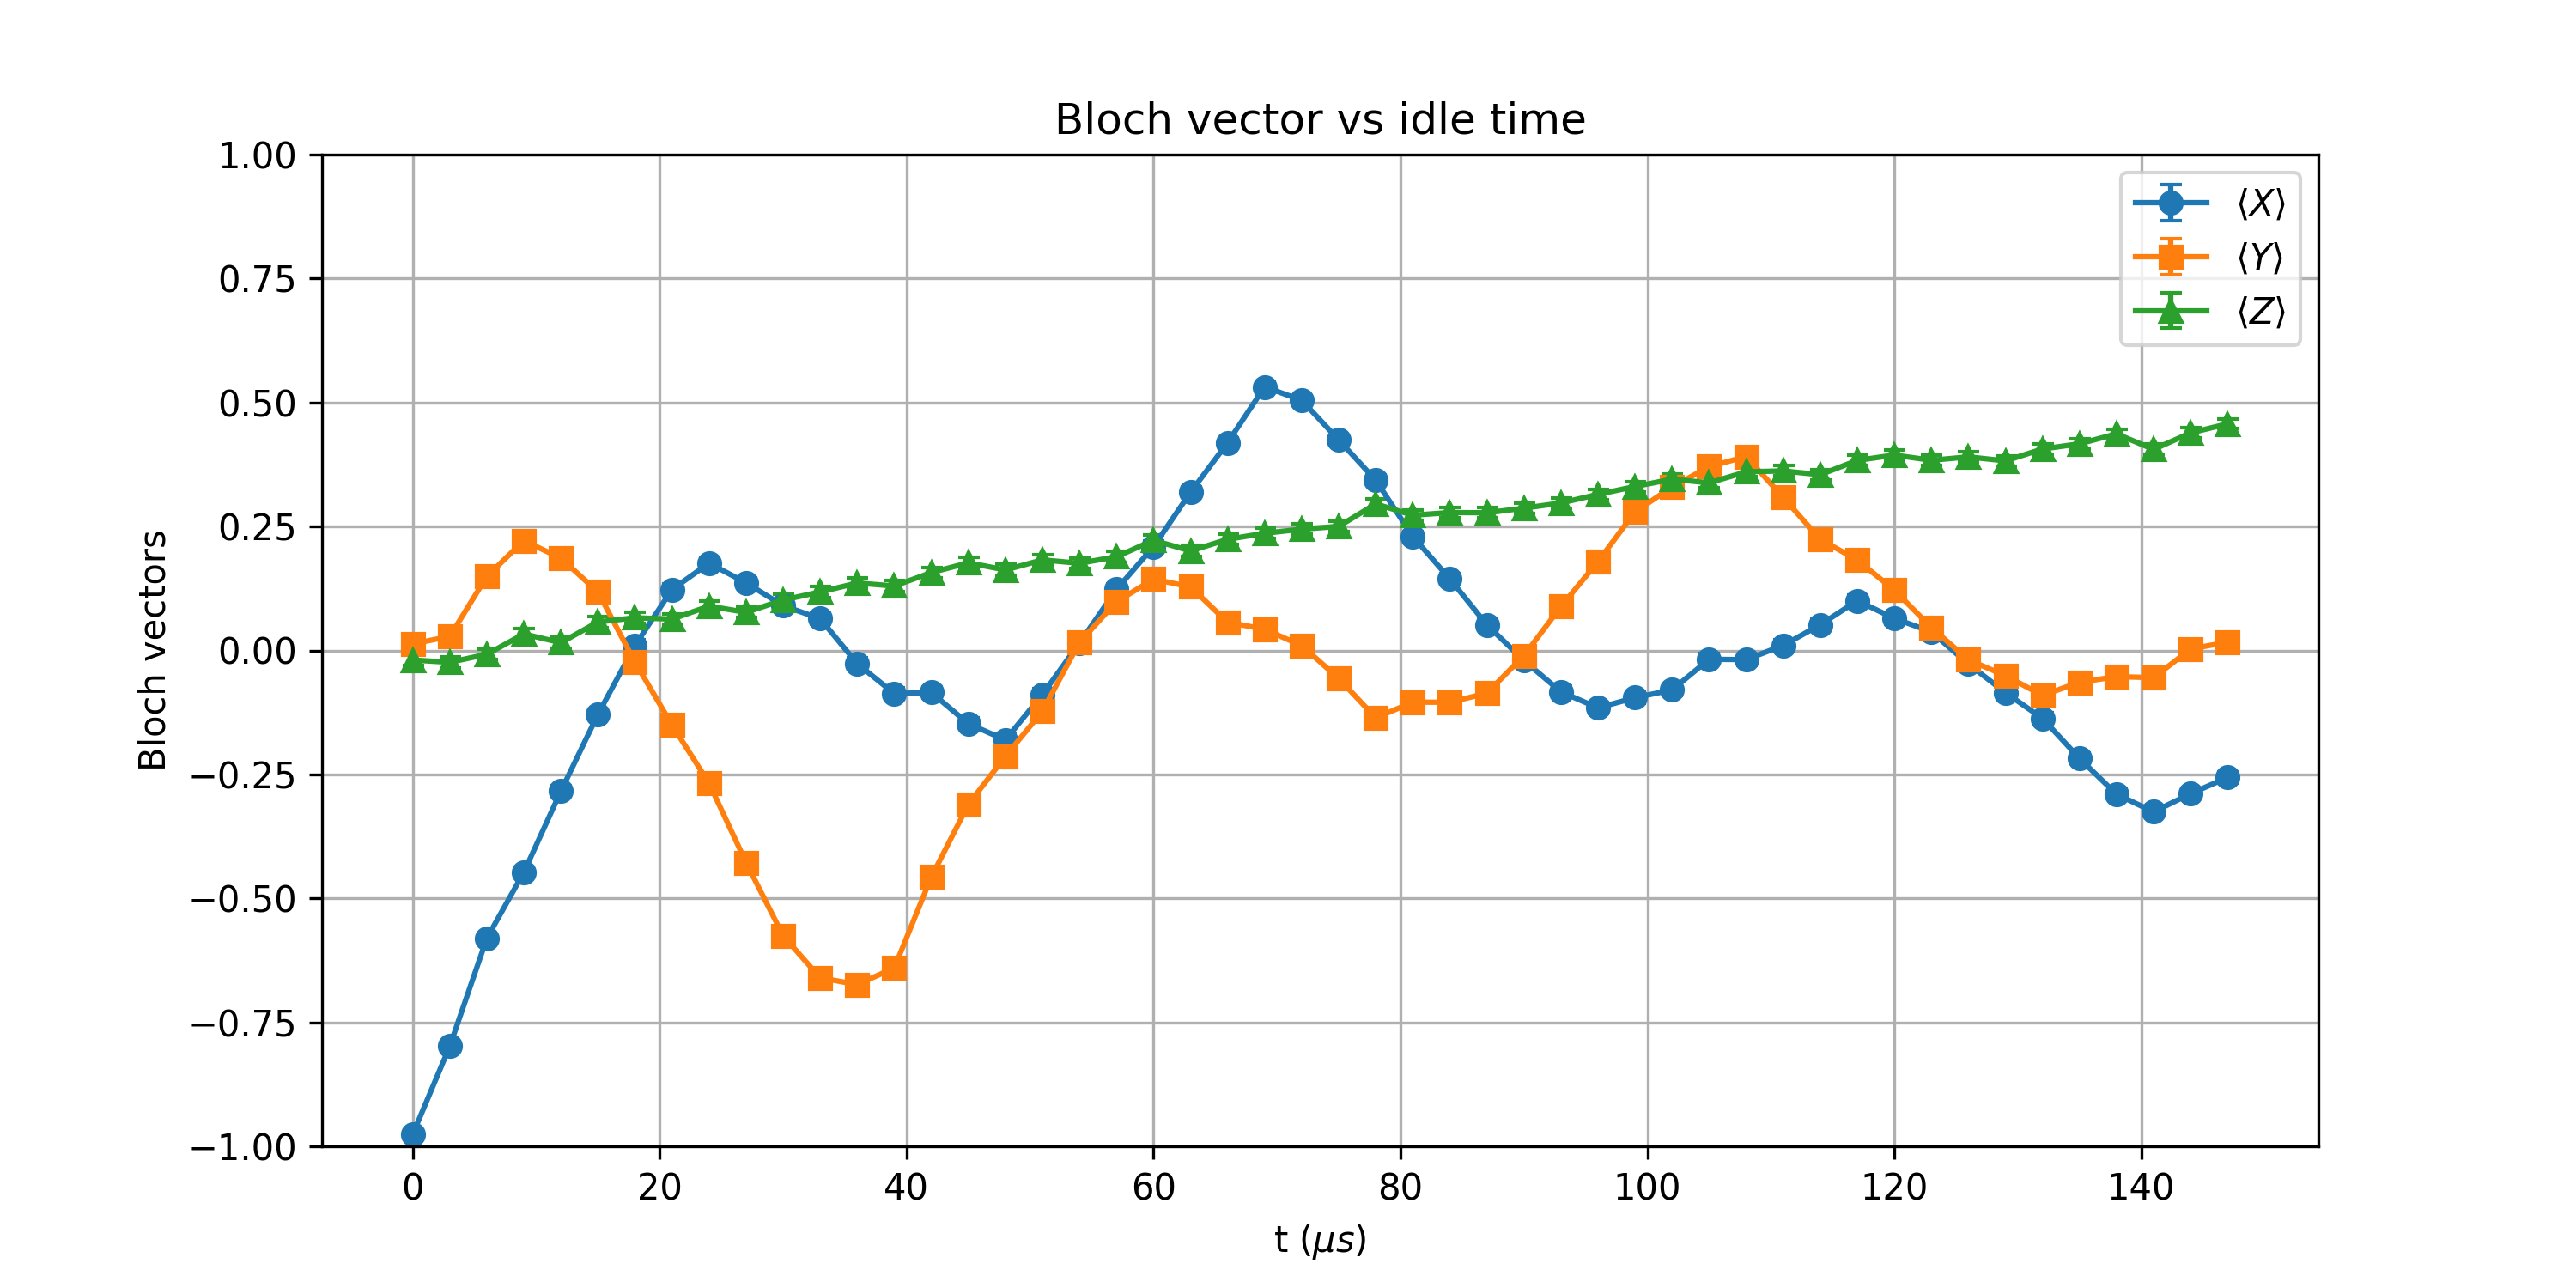 Bloch vector vs idle time
1.00
0.75
0.50
0.25
0.00
−0.25
−0.50
−0.75
−1.00
Bloch vectors
⟨X⟩
⟨Y⟩
⟨Z⟩
0 20 40 60 80 100 120 140
t (μs)